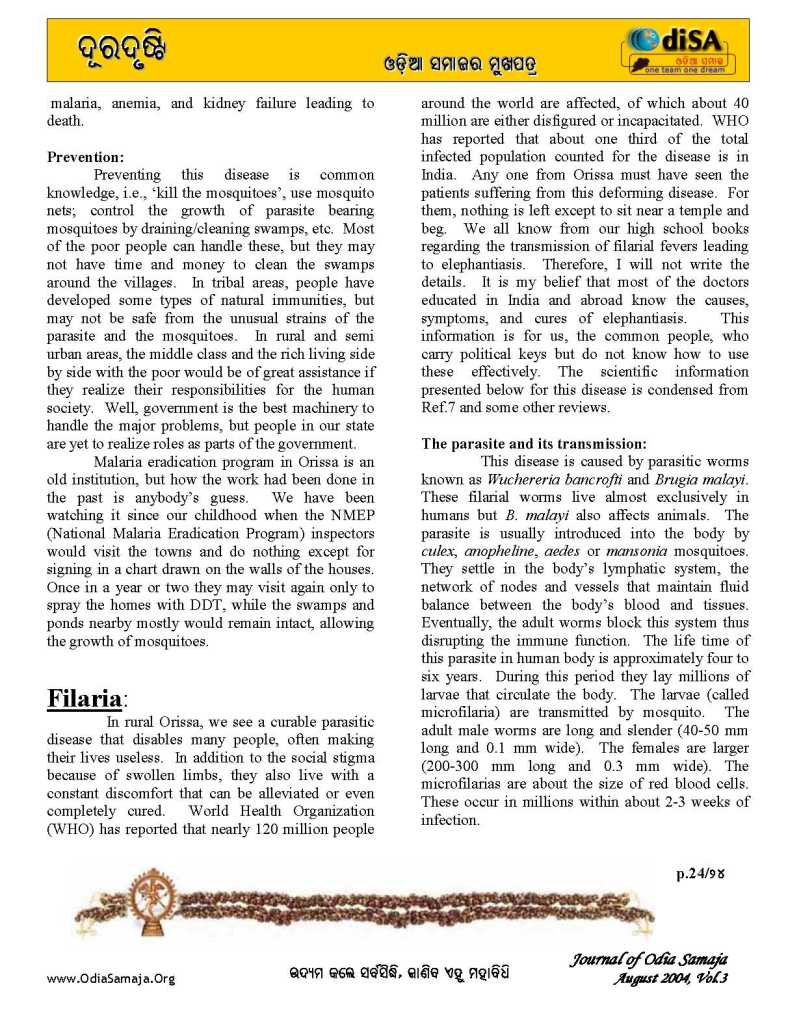 ଦୂରଦୃଷ୍ଟି
ଓଡ଼ିଆ ସମାଜର ମୁଖପତ୍ର
OdiSA
ଓଡ଼ିଆ ସମାଜ
one team one dream
malaria, anemia, and kidney failure leading to
death.
Prevention:
Preventing this disease is common
knowledge, i.e., ‘kill the mosquitoes’, use mosquito
nets; control the growth of parasite bearing
mosquitoes by draining/cleaning swamps, etc. Most
of the poor people can handle these, but they may
not have time and money to clean the swamps
around the villages. In tribal areas, people have
developed some types of natural immunities, but
may not be safe from the unusual strains of the
parasite and the mosquitoes. In rural and semi
urban areas, the middle class and the rich living side
by side with the poor would be of great assistance if
they realize their responsibilities for the human
society. Well, government is the best machinery to
handle the major problems, but people in our state
are yet to realize roles as parts of the government.
Malaria eradication program in Orissa is an
old institution, but how the work had been done in
the past is anybody’s guess. We have been
watching it since our childhood when the NMEP
(National Malaria Eradication Program) inspectors
would visit the towns and do nothing except for
signing in a chart drawn on the walls of the houses.
Once in a year or two they may visit again only to
spray the homes with DDT, while the swamps and
ponds nearby mostly would remain intact, allowing
the growth of mosquitoes.
Filaria:
In rural Orissa, we see a curable parasitic
disease that disables many people, often making
their lives useless. In addition to the social stigma
because of swollen limbs, they also live with a
constant discomfort that can be alleviated or even
completely cured. World Health Organization
(WHO) has reported that nearly 120 million people
around the world are affected, of which about 40
million are either disfigured or incapacitated. WHO
has reported that about one third of the total
infected population counted for the disease is in
India. Any one from Orissa must have seen the
patients suffering from this deforming disease. For
them, nothing is left except to sit near a temple and
beg. We all know from our high school books
regarding the transmission of filarial fevers leading
to elephantiasis. Therefore, I will not write the
details. It is my belief that most of the doctors
educated in India and abroad know the causes,
symptoms, and cures of elephantiasis. This
information is for us, the common people, who
carry political keys but do not know how to use
these effectively. The scientific information
presented below for this disease is condensed from
Ref.7 and some other reviews.
The parasite and its transmission:
This disease is caused by parasitic worms
known as Wuchereria bancrofti and Brugia malayi.
These filarial worms live almost exclusively in
humans but B. malayi also affects animals. The
parasite is usually introduced into the body by
culex, anopheline, aedes or mansonia mosquitoes.
They settle in the body’s lymphatic system, the
network of nodes and vessels that maintain fluid
balance between the body’s blood and tissues.
Eventually, the adult worms block this system thus
disrupting the immune function. The life time of
this parasite in human body is approximately four to
six years. During this period they lay millions of
larvae that circulate the body. The larvae (called
microfilaria) are transmitted by mosquito. The
adult male worms are long and slender (40-50 mm
long and 0.1 mm wide). The females are larger
(200-300 mm long and 0.3 mm wide). The
microfilarias are about the size of red blood cells.
These occur in millions within about 2-3 weeks of
infection.
p.24/୨୪
www.OdiaSamaja.Org
ଉଦ୍ୟମ କଲେ ସର୍ବସିଦ୍ଧି, ଜାଣିବ ଏହୁ ମହାବିଧି
Journal of Odia Samaja
August 2004, Vol.3